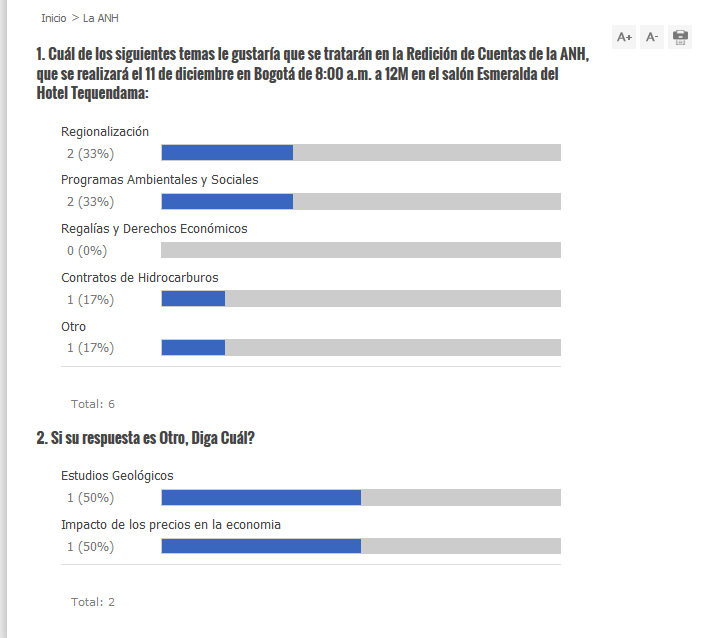 Inicio > La ANH
A+ A-
1. Cuál de los siguientes temas le gustaría que se tratarán en la Redición de Cuentas de la ANH,
que se realizará el 11 de diciembre en Bogotá de 8:00 a.m. a 12M en el salón Esmeralda del
Hotel Tequendama:
Regionalización
2 (33%)
Programas Ambientales y Sociales
2 (33%)
Regalías y Derechos Económicos
0 (0%)
Contratos de Hidrocarburos
1 (17%)
Otro
1 (17%)
Total: 6
2. Si su respuesta es Otro, Diga Cuál?
Estudios Geológicos
1 (50%)
Impacto de los precios en la economia
1 (50%)
Total: 2